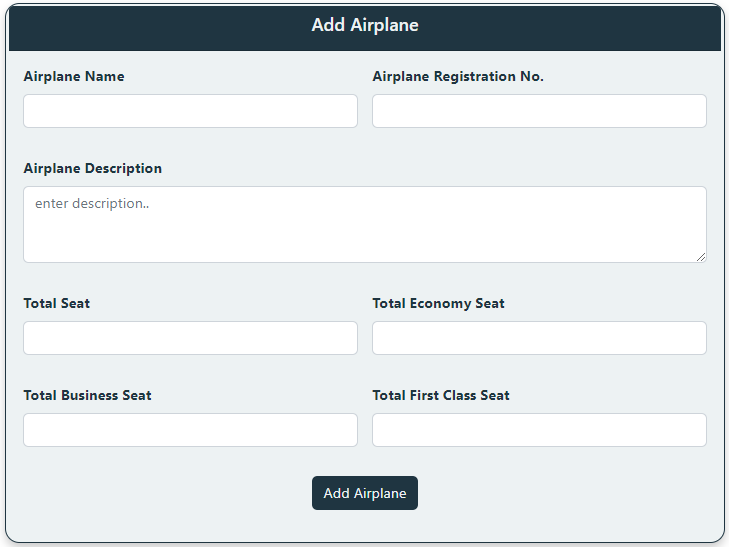 Add Airplane
Airplane Name Airplane Registration No.
Airplane Description
enter description..
Total Seat Total Economy Seat
Total Business Seat Total First Class Seat
Add Airplane